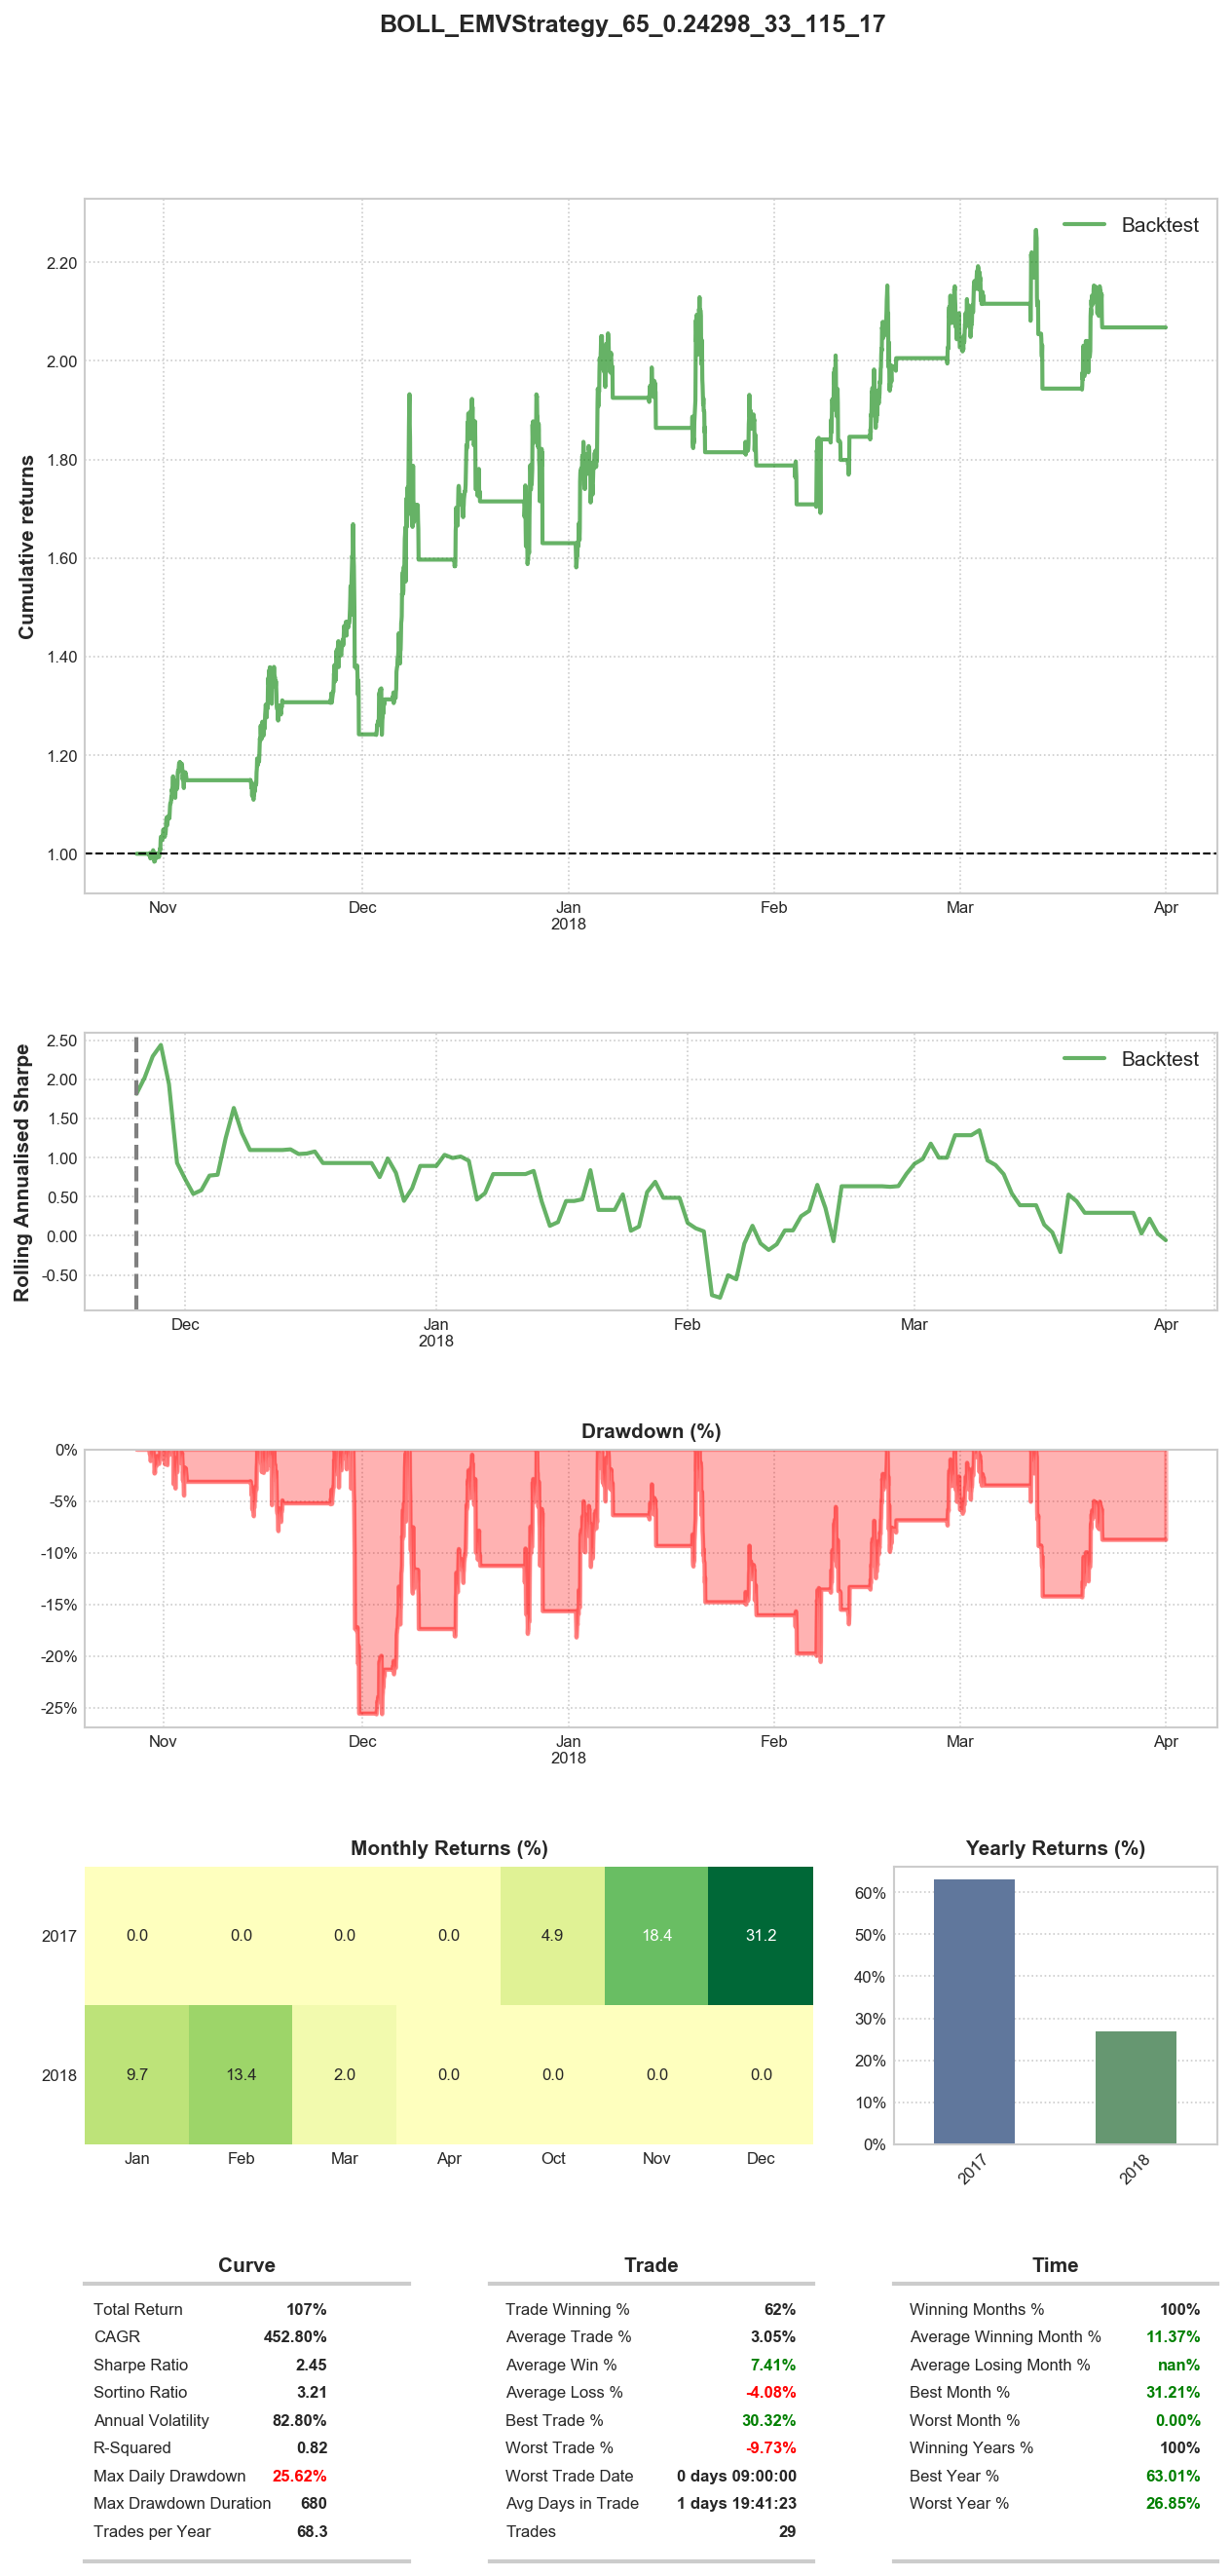 BOLL_EMVStrategy_65_0.24298_33_115_17
Cumulative returns
Backtest
2.20
2.00
1.80
1.60
1.40
1.20
1.00
Nov Dec Jan Feb Mar Apr
2018
Rolling Annualised Sharpe
Backtest
2.50
2.00
1.50
1.00
0.50
0.00
-0.50
Dec Jan Feb Mar Apr
2018
Drawdown (%)
0%
-5%
-10%
-15%
-20%
-25%
Nov Dec Jan Feb Mar Apr
2018
Monthly Returns (%)
2017 0.0 0.0 0.0 0.0 4.9 18.4 31.2
2018 9.7 13.4 2.0 0.0 0.0 0.0 0.0
Jan Feb Mar Apr Oct Nov Dec
Yearly Returns (%)
60%
50%
40%
30%
20%
10%
0%
2017 2018
Curve
Total Return 107%
CAGR 452.80%
Sharpe Ratio 2.45
Sortino Ratio 3.21
Annual Volatility 82.80%
R-Squared 0.82
Max Daily Drawdown 25.62%
Max Drawdown Duration 680
Trades per Year 68.3
Trade
Trade Winning % 62%
Average Trade % 3.05%
Average Win % 7.41%
Average Loss % -4.08%
Best Trade % 30.32%
Worst Trade % -9.73%
Worst Trade Date 0 days 09:00:00
Avg Days in Trade 1 days 19:41:23
Trades 29
Time
Winning Months % 100%
Average Winning Month % 11.37%
Average Losing Month % nan%
Best Month % 31.21%
Worst Month % 0.00%
Winning Years % 100%
Best Year % 63.01%
Worst Year % 26.85%